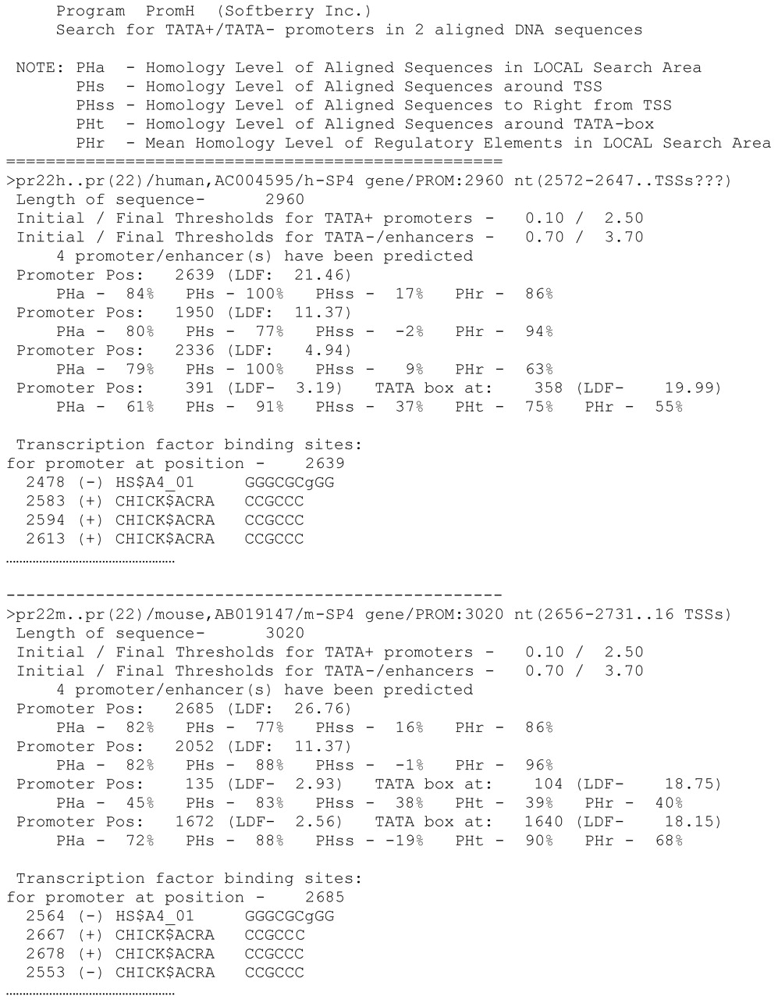 Program  PromH  (Softberry Inc.)
Search for TATA+/TATA- promoters in 2 aligned DNA sequences
NOTE: PHa  - Homology Level of Aligned Sequences in LOCAL Search Area
PHs  - Homology Level of Aligned Sequences around TSS
PHss - Homology Level of Aligned Sequences to Right from TSS
PHt  - Homology Level of Aligned Sequences around TATA-box
PHr  - Mean Homology Level of Regulatory Elements in LOCAL Search Area
==================================================
>pr22h..pr(22)/human,AC004595/h-SP4 gene/PROM:2960 nt(2572-2647..TSSs???)
Length of sequence-      2960
Initial / Final Thresholds for TATA+ promoters -   0.10 /  2.50
Initial / Final Thresholds for TATA-/enhancers -   0.70 /  3.70
4 promoter/enhancer(s) have been predicted
Promoter Pos:   2639 (LDF:  21.46)
PHa -  84%   PHs - 100%   PHss -  17%   PHr -  86%
Promoter Pos:   1950 (LDF:  11.37)
PHa -  80%   PHs -  77%   PHss -  -2%   PHr -  94%
Promoter Pos:   2336 (LDF:   4.94)
PHa -  79%   PHs - 100%   PHss -   9%   PHr -  63%
Promoter Pos:    391 (LDF-  3.19)   TATA box at:    358 (LDF-    19.99)
PHa -  61%   PHs -  91%   PHss -  37%   PHt -  75%   PHr -  55%
Transcription factor binding sites:
for promoter at position -    2639
2478 (-) HS$A4_01     GGGCGCgGG
2583 (+) CHICK$ACRA   CCGCCC
2594 (+) CHICK$ACRA   CCGCCC
2613 (+) CHICK$ACRA   CCGCCC
……………………………………………
--------------------------------------------------
>pr22m..pr(22)/mouse,AB019147/m-SP4 gene/PROM:3020 nt(2656-2731..16 TSSs)
Length of sequence-      3020
Initial / Final Thresholds for TATA+ promoters -   0.10 /  2.50
Initial / Final Thresholds for TATA-/enhancers -   0.70 /  3.70
4 promoter/enhancer(s) have been predicted
Promoter Pos:   2685 (LDF:  26.76)
PHa -  82%   PHs -  77%   PHss -  16%   PHr -  86%
Promoter Pos:   2052 (LDF:  11.37)
PHa -  82%   PHs -  88%   PHss -  -1%   PHr -  96%
Promoter Pos:    135 (LDF-  2.93)   TATA box at:    104 (LDF-    18.75)
PHa -  45%   PHs -  83%   PHss -  38%   PHt -  39%   PHr -  40%
Promoter Pos:   1672 (LDF-  2.56)   TATA box at:   1640 (LDF-    18.15)
PHa -  72%   PHs -  88%   PHss - -19%   PHt -  90%   PHr -  68%
Transcription factor binding sites:
for promoter at position -    2685
2564 (-) HS$A4_01     GGGCGCgGG
2667 (+) CHICK$ACRA   CCGCCC
2678 (+) CHICK$ACRA   CCGCCC
2553 (-) CHICK$ACRA   CCGCCC
……………………………………………